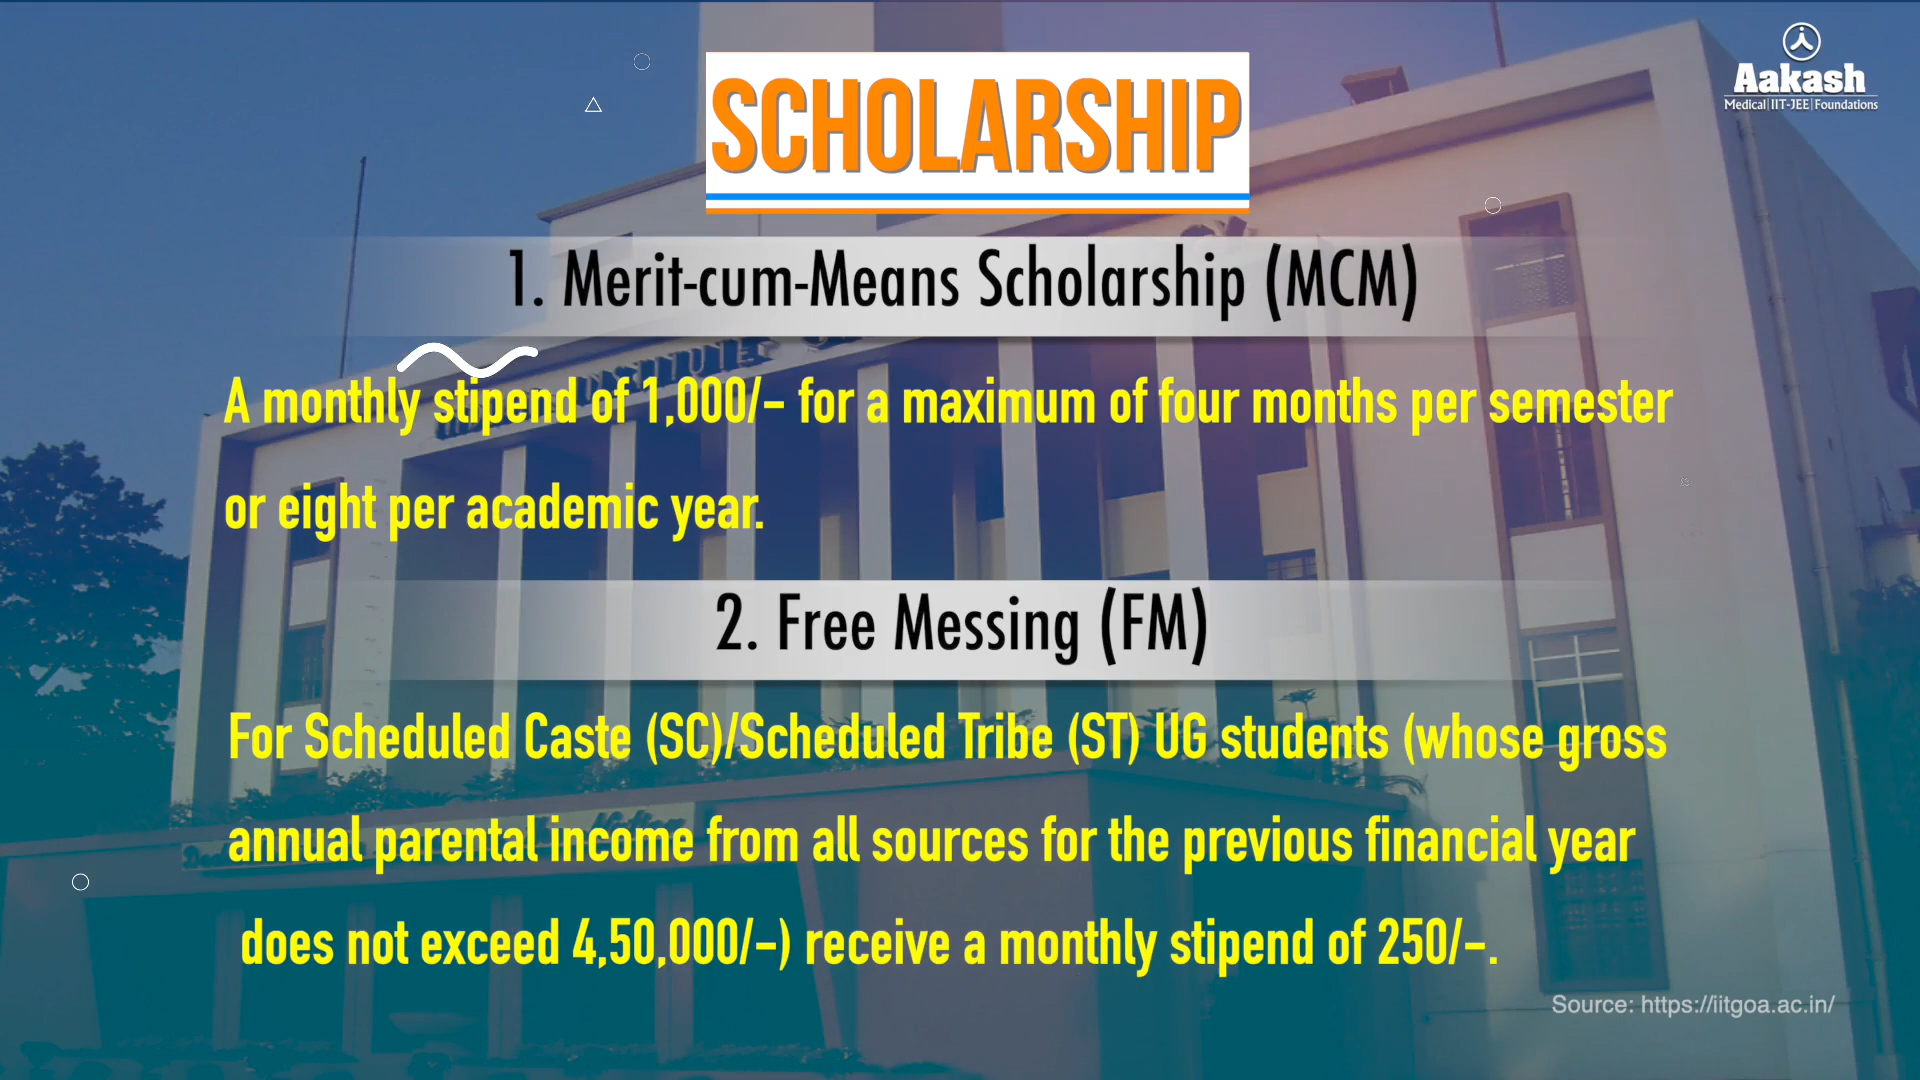 SCHOLARSHIP
Aakash
Medical|IIT-JEE|Foundations
1. Merit-cum-Means Scholarship (MCM)
A monthly stipend of 1,000/- for a maximum of four months per semester
or eight per academic year.
2. Free Messing (FM)
For Scheduled Caste (SC)/Scheduled Tribe (ST) UG students (whose gross
annual parental income from all sources for the previous financial year
does not exceed 4,50,000/-) receive a monthly stipend of 250/-.
Source: https://iitgoa.ac.in/